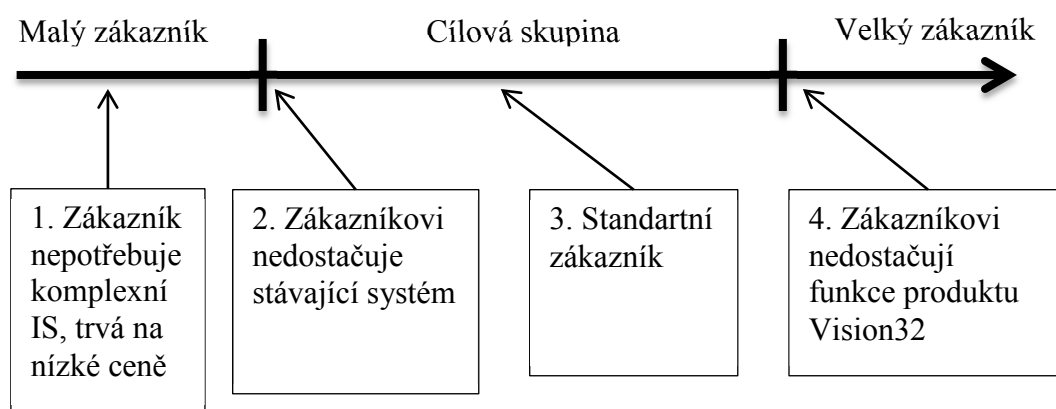 Malý zákazník
Cílová skupina
Velký zákazník
1. Zákazník
nepotřebuje
komplexní
IS, trvá na
nízké ceně
2. Zákazníkovi
nedostačuje
stávající systém
3. Standartní
zákazník
4. Zákazníkovi
nedostačují
funkce produktu
Vision32